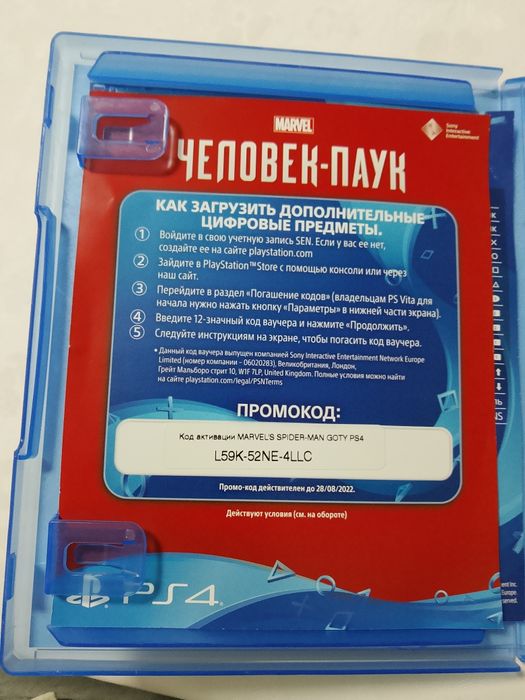 MARVEL
Sony
Interactive
Entertainment
ЧЕЛОВЕК-ПАУК
КАК ЗАГРУЗИТЬ ДОПОЛНИТЕЛЬНЫЕ
ЦИФРОВЫЕ ПРЕДМЕТЫ.
1 Войдите в свою учетную запись SEN. Если у вас ее нет,
создайте ее на сайте playstation.com
2 Зайдите в PlayStation™Store с помощью консоли или через
наш сайт.
3 Перейдите в раздел «Погашение кодов» (владельцам PS Vita для
начала нужно нажать кнопку «Параметры» в нижней части экрана).
4 Введите 12-значный код ваучера и нажмите «Продолжить».
5 Следуйте инструкциям на экране, чтобы погасить код ваучера.
* Данный код ваучера выпущен компанией Sony Interactive Entertainment Network Europe
Limited (номер компании - 06020283), Великобритания, Лондон,
Грейт Мальборо стрит 10, W1F 7LP, United Kingdom. Полные условия можно найти
на сайте playstation.com/legal/PSNTerms
ПРОМОКОД:
Код активации MARVEL'S SPIDER-MAN GOTY PS4
L59K-52NE-4LLC
Промо-код действителен до 28/08/2022.
Действуют условия (см. на обороте)
PS4